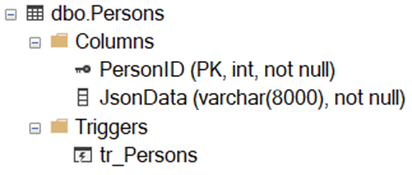 dbo.Persons
Columns
PersonID (PK, int, not null)
JsonData (varchar(8000), not null)
Triggers
tr_Persons